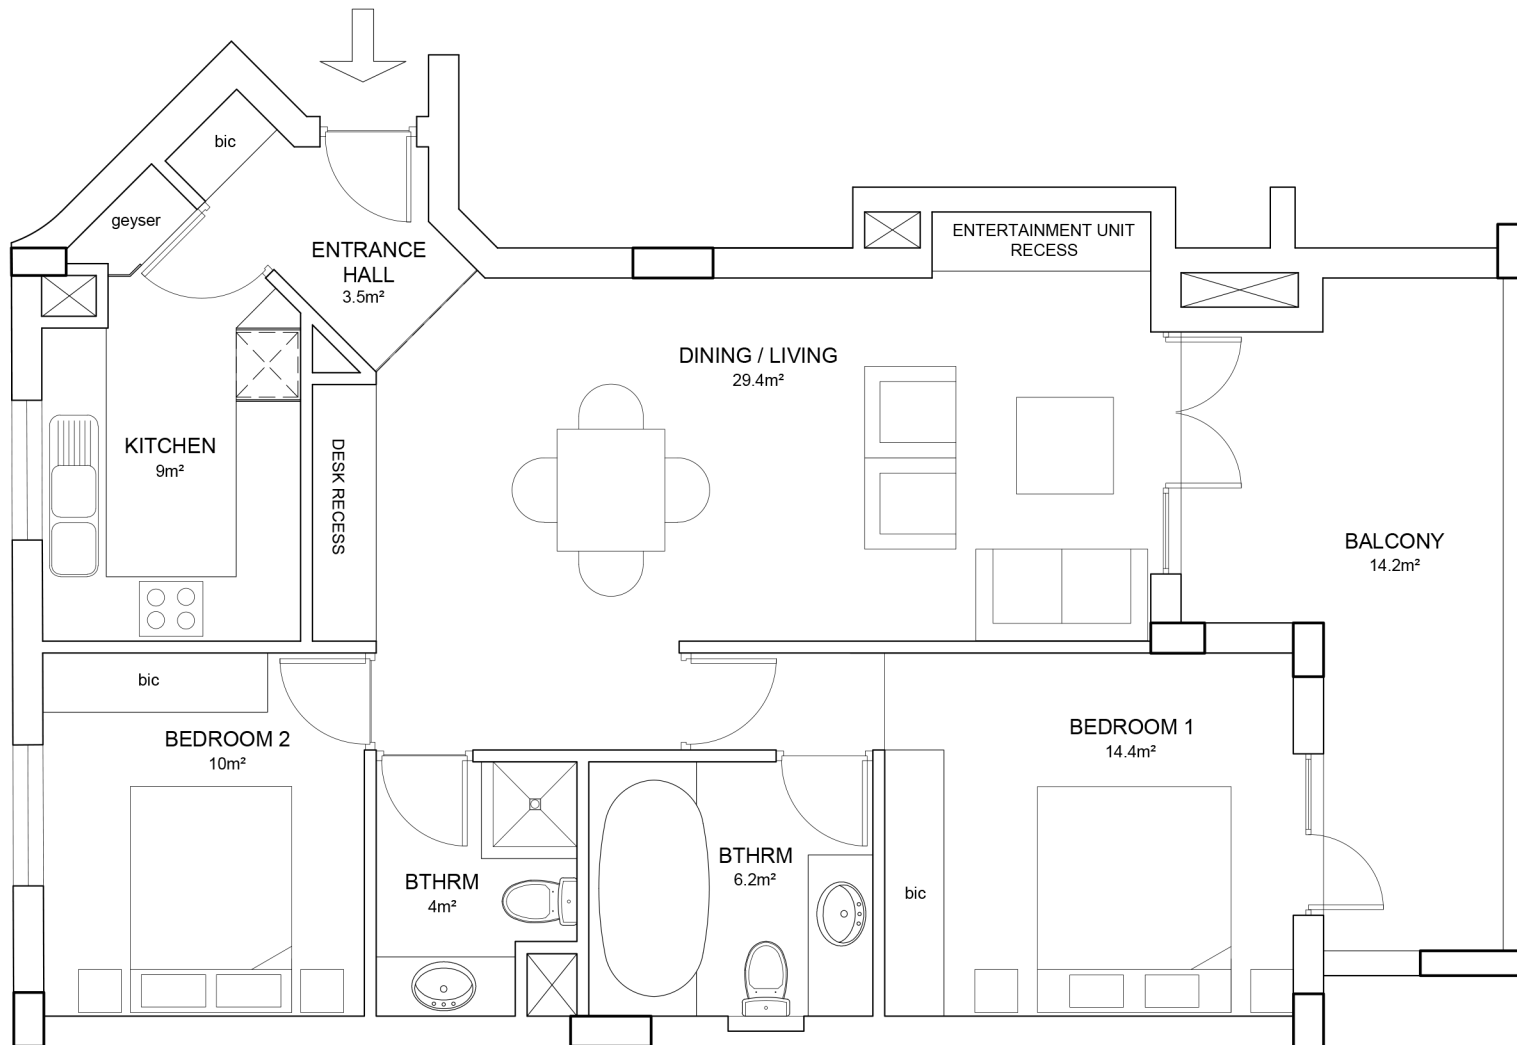 bic
geyser
ENTRANCE
HALL
3.5m²
ENTERTAINMENT UNIT
RECESS
DINING / LIVING
29.4m²
KITCHEN
9m²
DESK RECESS
BALCONY
14.2m²
bic
BEDROOM 2
10m²
BEDROOM 1
14.4m²
BTHRM
4m²
BTHRM
6.2m²
bic